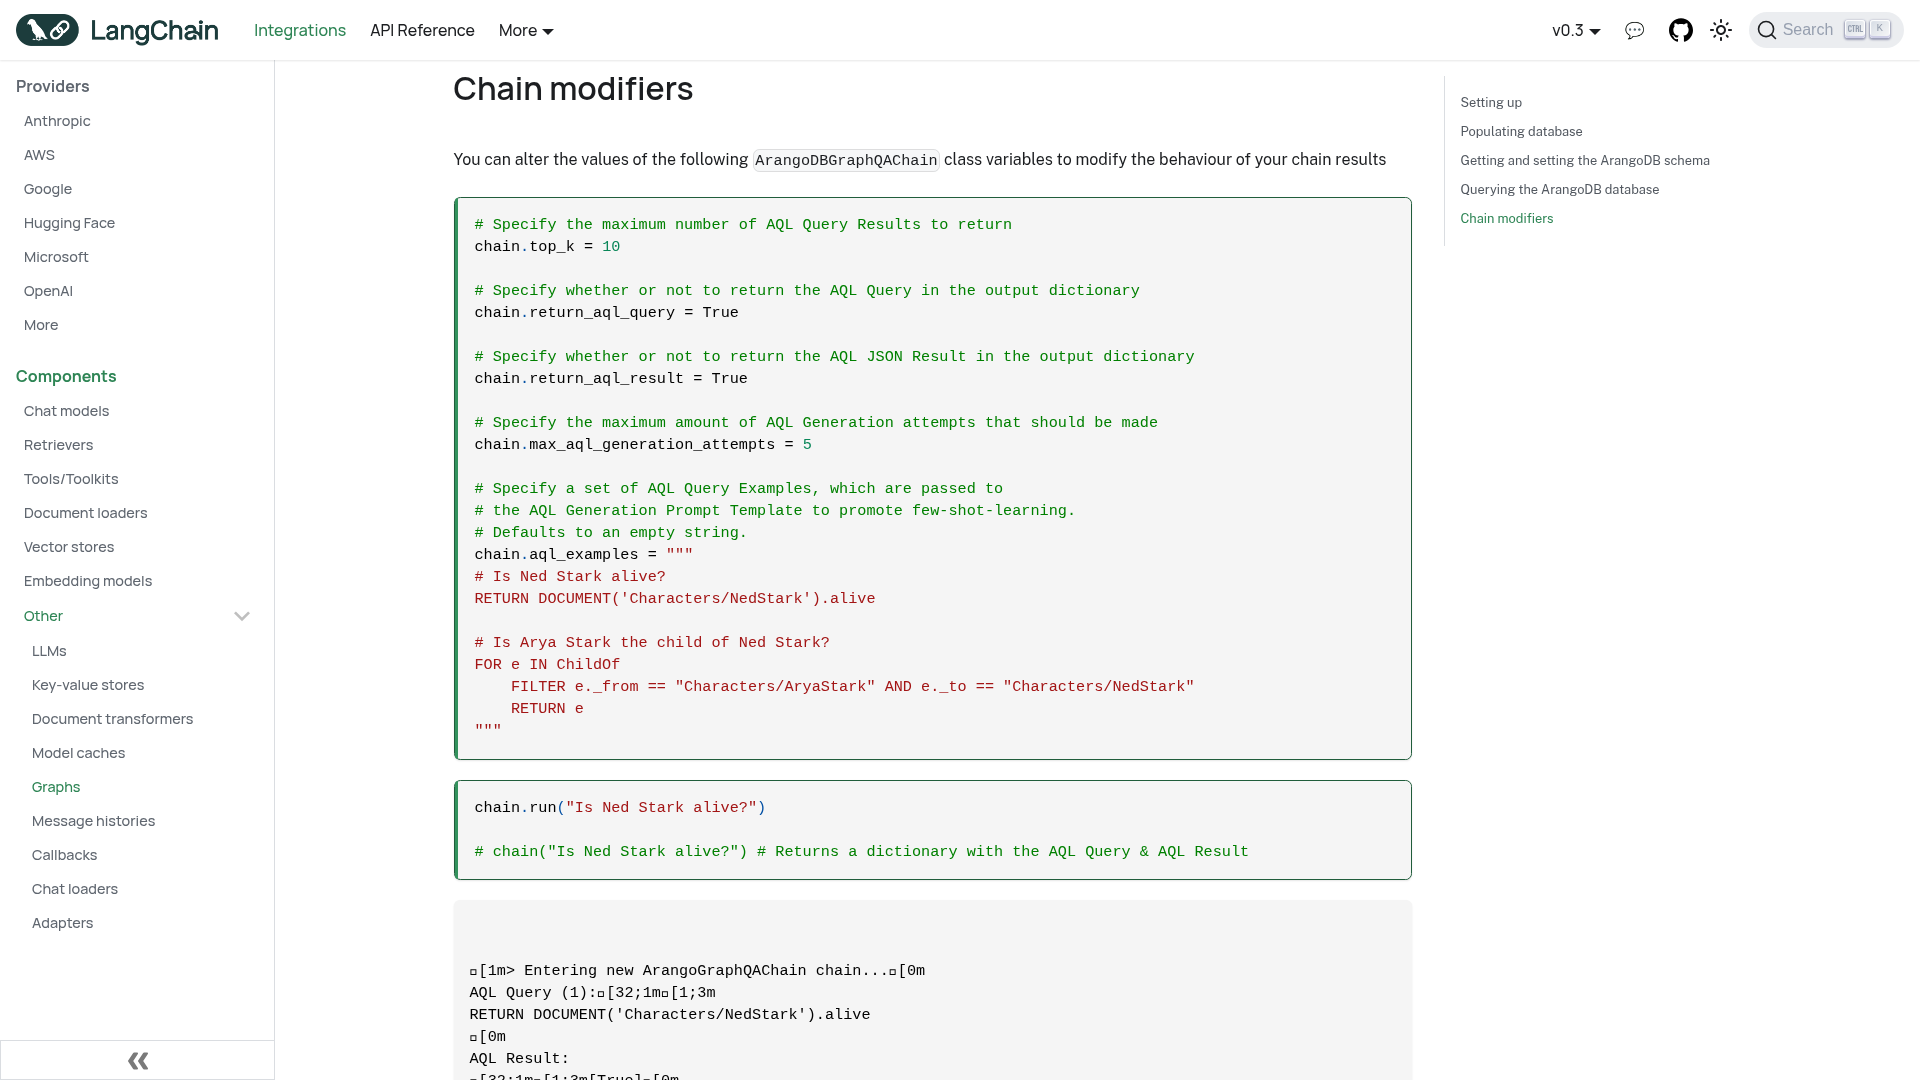 LangChain
Integrations
API Reference
More
v0.3
Search
CTRL
K
Providers
Anthropic
AWS
Google
Hugging Face
Microsoft
OpenAI
More
Components
Chat models
Retrievers
Tools/Toolkits
Document loaders
Vector stores
Embedding models
Other
LLMs
Key-value stores
Document transformers
Model caches
Graphs
Message histories
Callbacks
Chat loaders
Adapters
Chain modifiers
You can alter the values of the following ArangoDBGraphQAChain class variables to modify the behaviour of your chain results
# Specify the maximum number of AQL Query Results to return
chain.top_k = 10
# Specify whether or not to return the AQL Query in the output dictionary
chain.return_aql_query = True
# Specify whether or not to return the AQL JSON Result in the output dictionary
chain.return_aql_result = True
# Specify the maximum amount of AQL Generation attempts that should be made
chain.max_aql_generation_attempts = 5
# Specify a set of AQL Query Examples, which are passed to
# the AQL Generation Prompt Template to promote few-shot-learning.
# Defaults to an empty string.
chain.aql_examples = """
# Is Ned Stark alive?
RETURN DOCUMENT('Characters/NedStark').alive
# Is Arya Stark the child of Ned Stark?
FOR e IN ChildOf
    FILTER e._from == "Characters/AryaStark" AND e._to == "Characters/NedStark"
    RETURN e
"""
chain.run("Is Ned Stark alive?")
# chain("Is Ned Stark alive?") # Returns a dictionary with the AQL Query & AQL Result
[1m> Entering new ArangoGraphQAChain chain...[0m
AQL Query (1):[32;1m[1;3m
RETURN DOCUMENT('Characters/NedStark').alive
[0m
AQL Result:
[32;1m[1;3m[True][0m
Setting up
Populating database
Getting and setting the ArangoDB schema
Querying the ArangoDB database
Chain modifiers